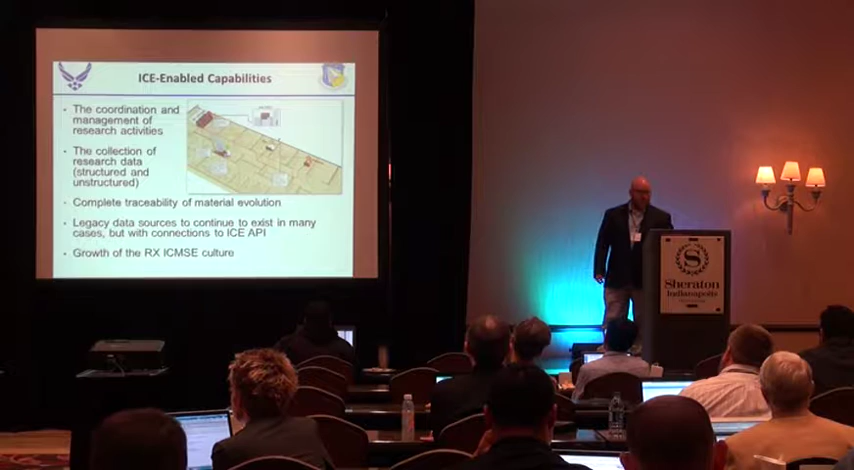 ICE-Enabled Capabilities
• The coordination and
management of
research activities
• The collection of
research data
(structured and
unstructured)
• Complete traceability of material evolution
• Legacy data sources to continue to exist in many
cases, but with connections to ICE API
• Growth of the RX ICMSE culture
S
Sheraton
Indianapolis